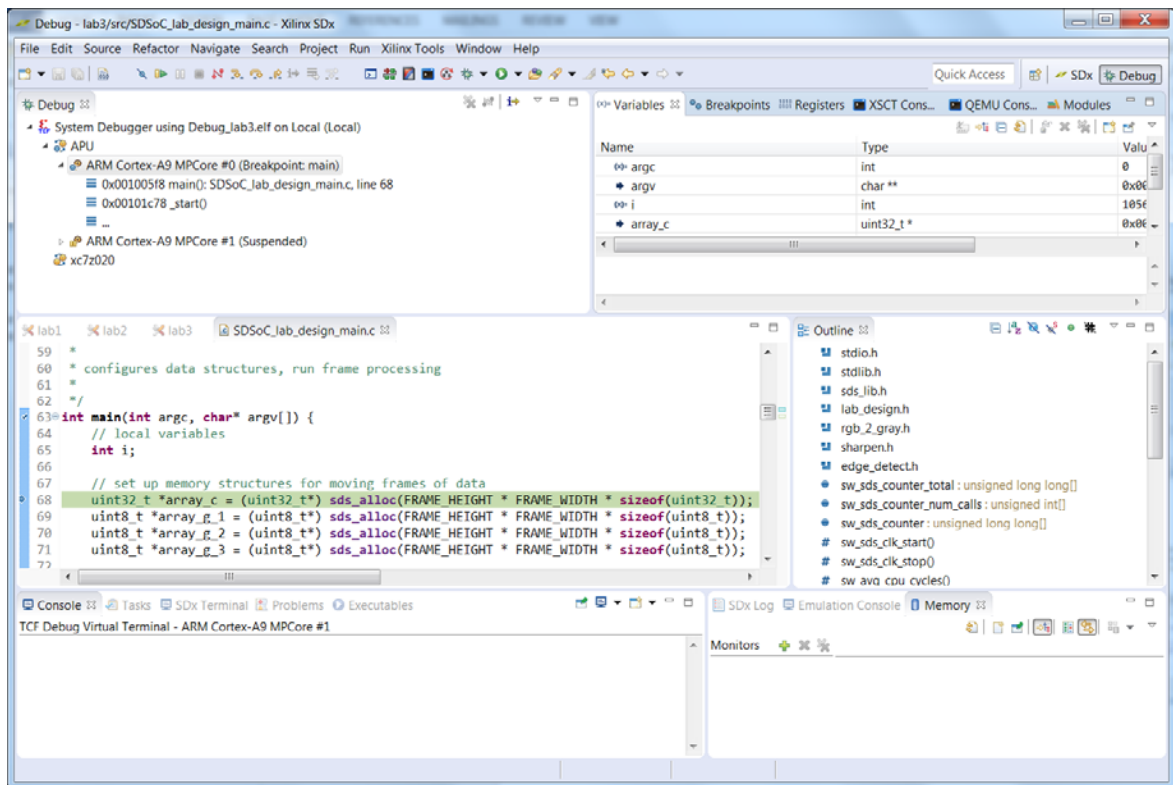 Debug - lab3/src/SDSoC_lab_design_main.c - Xilinx SDx
File Edit Source Refactor Navigate Search Project Run Xilinx Tools Window Help
Quick Access SDx Debug
Debug
System Debugger using Debug_lab3.elf on Local (Local)
APU
ARM Cortex-A9 MPCore #0 (Breakpoint: main)
0x001005f8 main(): SDSoC_lab_design_main.c, line 68
0x00101c78 _start()
...
ARM Cortex-A9 MPCore #1 (Suspended)
xc7z020
Variables Breakpoints Registers XSCT Cons... QEMU Cons... Modules
Name Type Valu
argc int 0
argv char ** 0x00
i int 1056
array_c uint32_t * 0x00
lab1 lab2 lab3 SDSoC_lab_design_main.c
59 *
60 * configures data structures, run frame processing
61 *
62 */
63 int main(int argc, char* argv[]) {
64 // local variables
65 int i;
66
67 // set up memory structures for moving frames of data
68 uint32_t *array_c = (uint32_t*) sds_alloc(FRAME_HEIGHT * FRAME_WIDTH * sizeof(uint32_t));
69 uint8_t *array_g_1 = (uint8_t*) sds_alloc(FRAME_HEIGHT * FRAME_WIDTH * sizeof(uint8_t));
70 uint8_t *array_g_2 = (uint8_t*) sds_alloc(FRAME_HEIGHT * FRAME_WIDTH * sizeof(uint8_t));
71 uint8_t *array_g_3 = (uint8_t*) sds_alloc(FRAME_HEIGHT * FRAME_WIDTH * sizeof(uint8_t));
72
Outline
stdio.h
stdlib.h
sds_lib.h
lab_design.h
rgb_2_gray.h
sharpen.h
edge_detect.h
sw_sds_counter_total : unsigned long long[]
sw_sds_counter_num_calls : unsigned int[]
sw_sds_counter : unsigned long long[]
sw_sds_clk_start()
sw_sds_clk_stop()
sw_avg_cpu_cycles()
Console Tasks SDx Terminal Problems Executables
TCF Debug Virtual Terminal - ARM Cortex-A9 MPCore #1
SDx Log Emulation Console Memory
Monitors